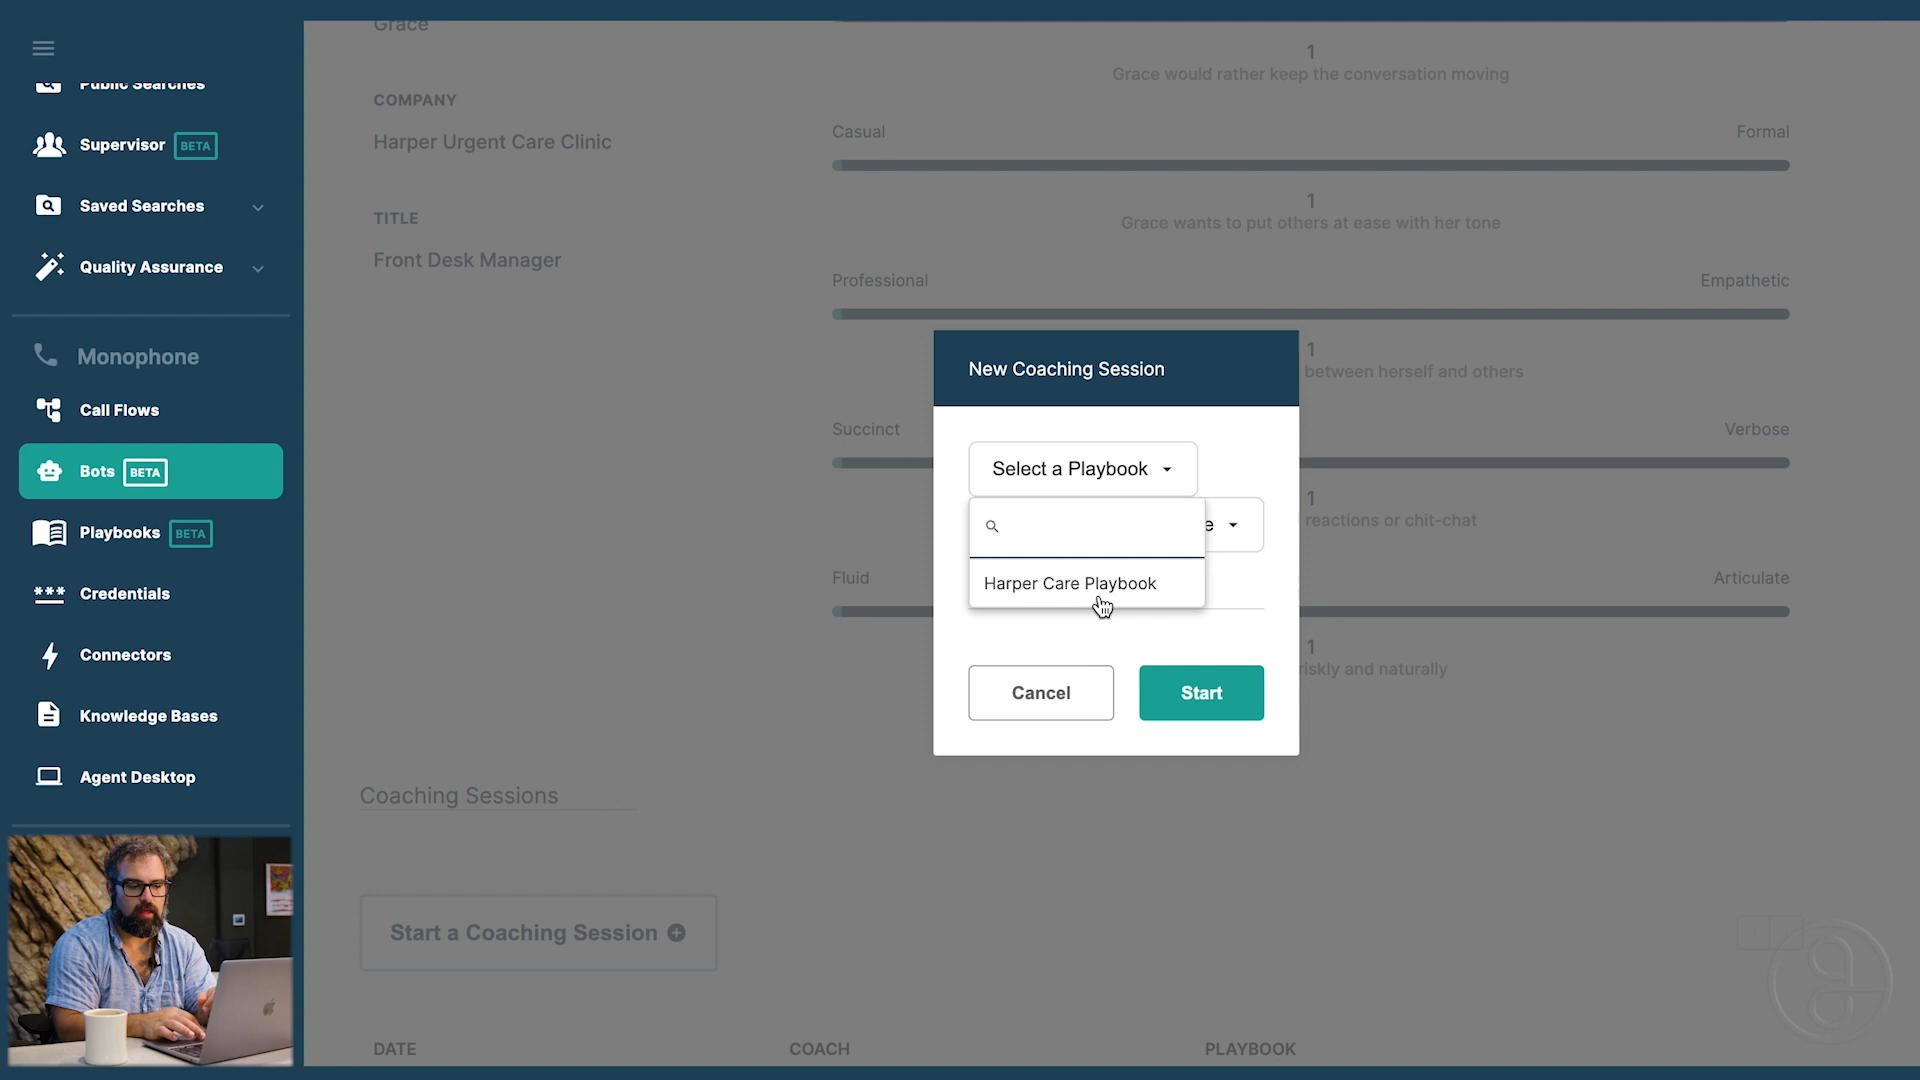 Public Searches
Supervisor BETA
Saved Searches
Quality Assurance
Monophone
Call Flows
Bots BETA
Playbooks BETA
Credentials
Connectors
Knowledge Bases
Agent Desktop
Grace
COMPANY
Harper Urgent Care Clinic
TITLE
Front Desk Manager
1
Grace would rather keep the conversation moving
Casual Formal
1
Grace wants to put others at ease with her tone
Professional Empathetic
1
between herself and others
Succinct Verbose
1
reactions or chit-chat
Fluid Articulate
1
and naturally
New Coaching Session
Select a Playbook
e
Harper Care Playbook
Cancel Start
Coaching Sessions
Start a Coaching Session
DATE COACH PLAYBOOK